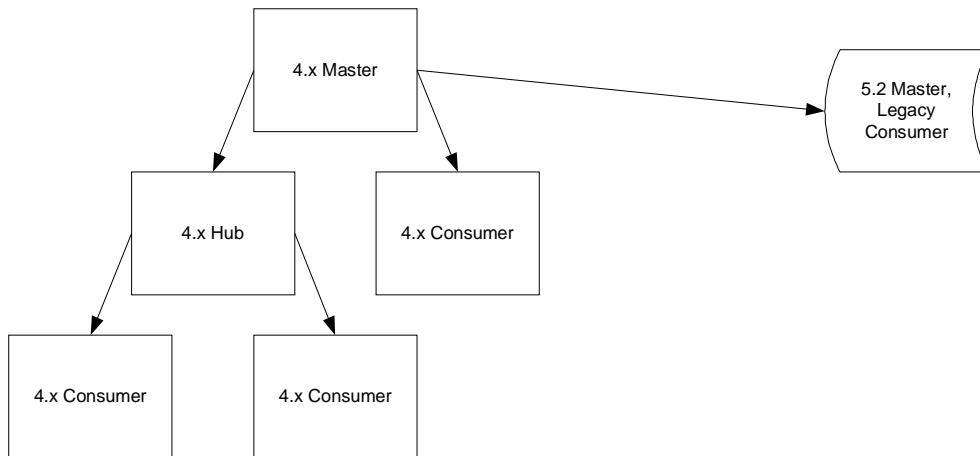 4.x Master
5.2 Master,
Legacy
Consumer
4.x Hub
4.x Consumer
4.x Consumer
4.x Consumer